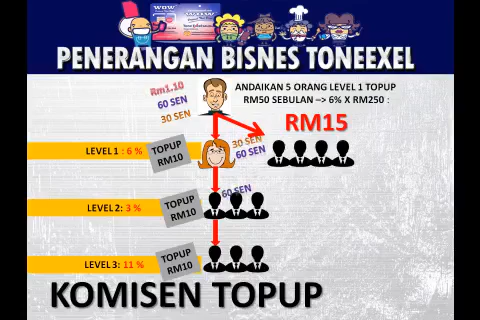 WOW
WOW
PENERANGAN BISNES TONEEXEL
Rm1.10
60 SEN
30 SEN
ANDAIKAN 5 ORANG LEVEL 1 TOPUP
RM50 SEBULAN –> 6% X RM250 :
RM15
LEVEL 1 : 6 %
TOPUP
RM10
30 SEN
60 SEN
60 SEN
LEVEL 2: 3 %
TOPUP
RM10
LEVEL 3: 11 %
TOPUP
RM10
KOMISEN TOPUP